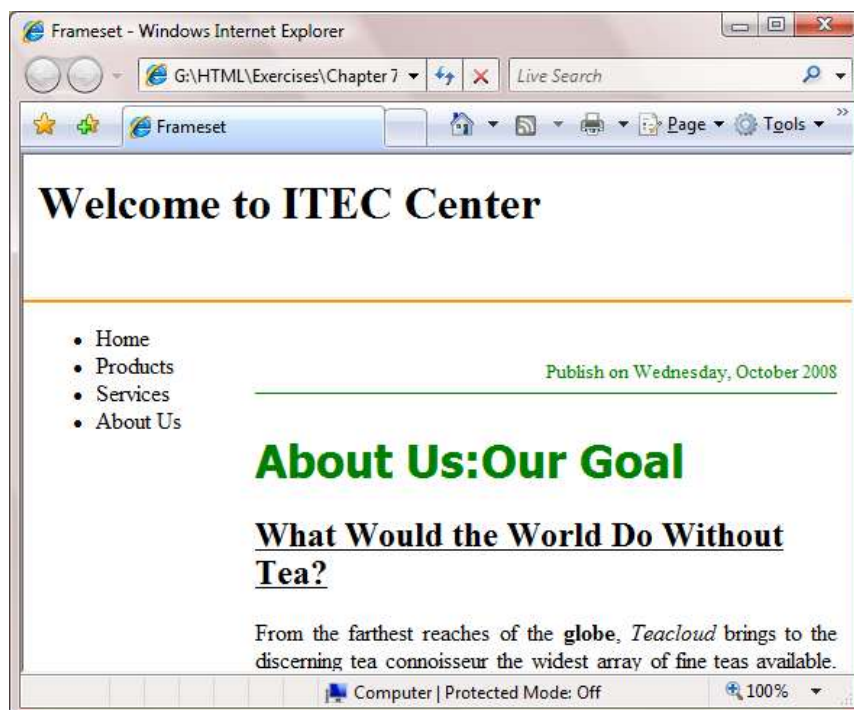 Frameset - Windows Internet Explorer
G:\HTML\Exercises\Chapter 7
Live Search
Frameset
Page
Tools
»
Welcome to ITEC Center
Home
Products
Services
About Us
Publish on Wednesday, October 2008
About Us:Our Goal
What Would the World Do Without
Tea?
From the farthest reaches of the globe, Teacloud brings to the
discerning tea connoisseur the widest array of fine teas available.
Computer | Protected Mode: Off
100%